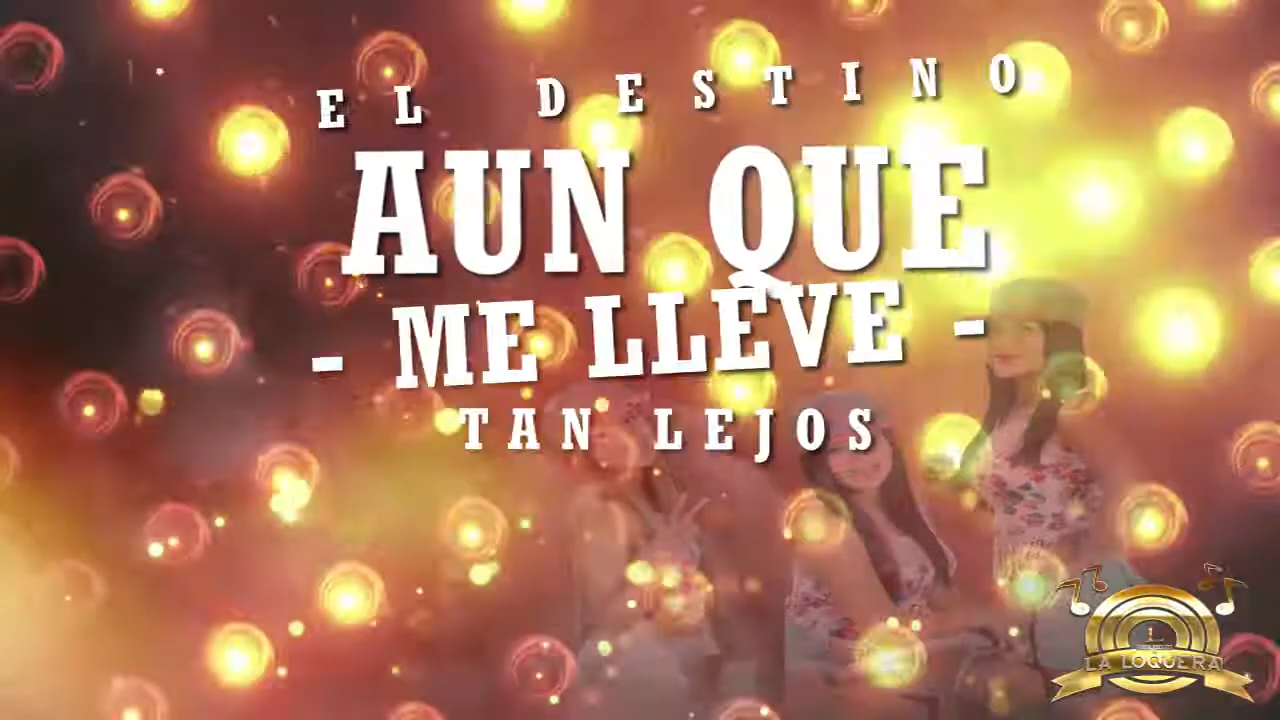 EL DESTINO
AUN QUE
- ME LLEVE -
TAN LEJOS
LA LOQUERA